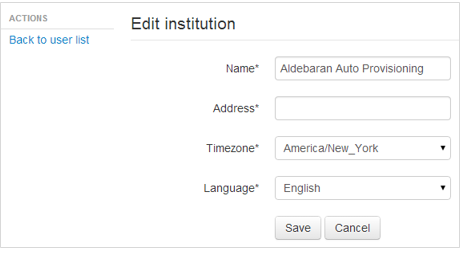 ACTIONS
Back to user list
Edit institution
Name* Aldebaran Auto Provisioning
Address*
Timezone* America/New_York
Language* English
Save Cancel